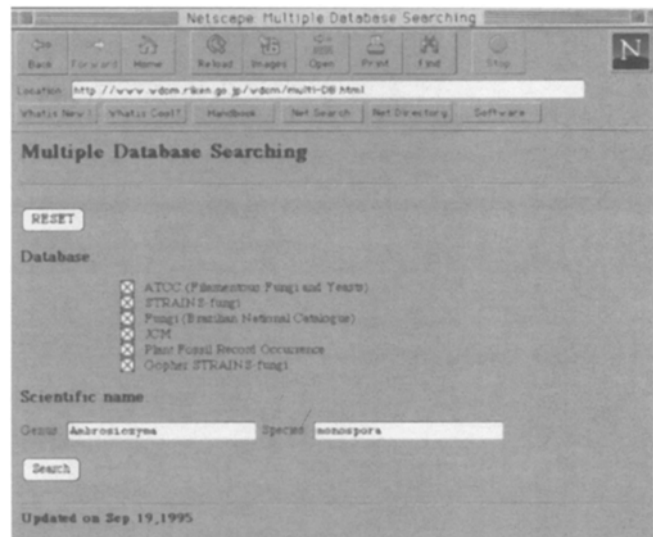 Netscape: Multiple Database Searching
Back Forward Home Reload Images Open Print Find Stop N
Location: http://www.wdcm.riken.go.jp/wdcm/multi-DB.html
What's New! What's Cool? Handbook Net Search Net Directory Software
Multiple Database Searching
RESET
Database
ATCC (Filamentous Fungi and Yeasts)
STRAINS-fungi
Fungi (Brazilian National Catalogue)
JCM
Plant Fossil Record Occurrence
Gopher STRAINS-fungi
Scientific name
Genus Ambrosiozyma Species monospora
Search
Updated on Sep 19,1995